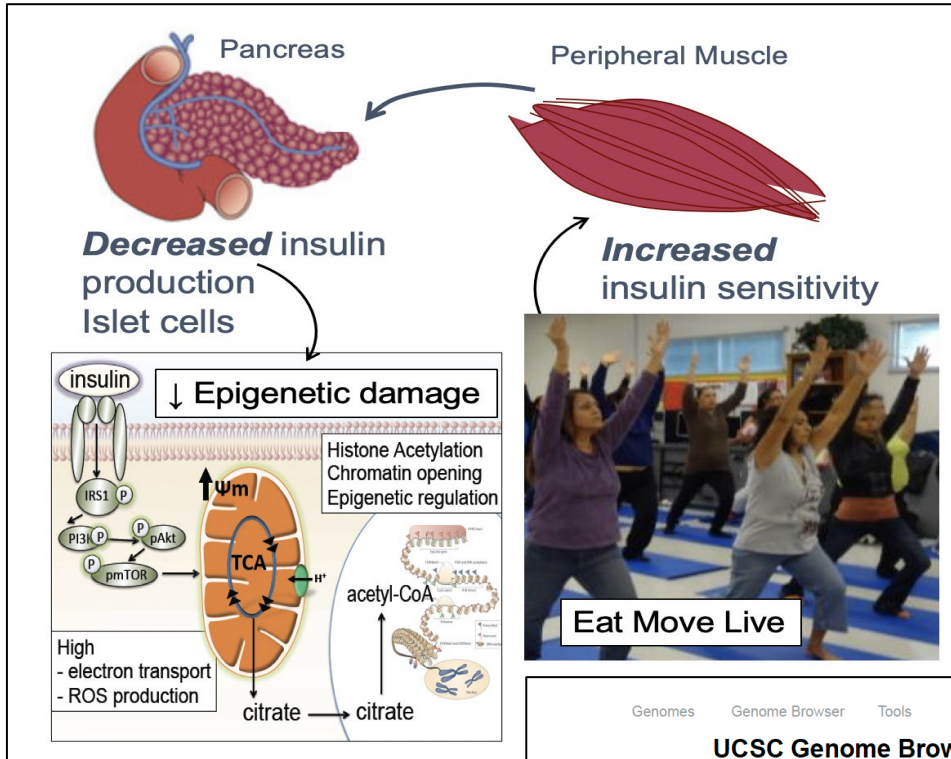 Pancreas
Peripheral Muscle
Decreased insulin
production
Islet cells
Increased
insulin sensitivity
insulin
↓ Epigenetic damage
Histone Acetylation
Chromatin opening
Epigenetic regulation
Ψm
IRS1
P
PI3K
P
P
pAkt
P
pmTOR
TCA
H⁺
acetyl-CoA
High
- electron transport
- ROS production
citrate
citrate
Eat Move Live
Genomes Genome Browser Tools
UCSC Genome Brow